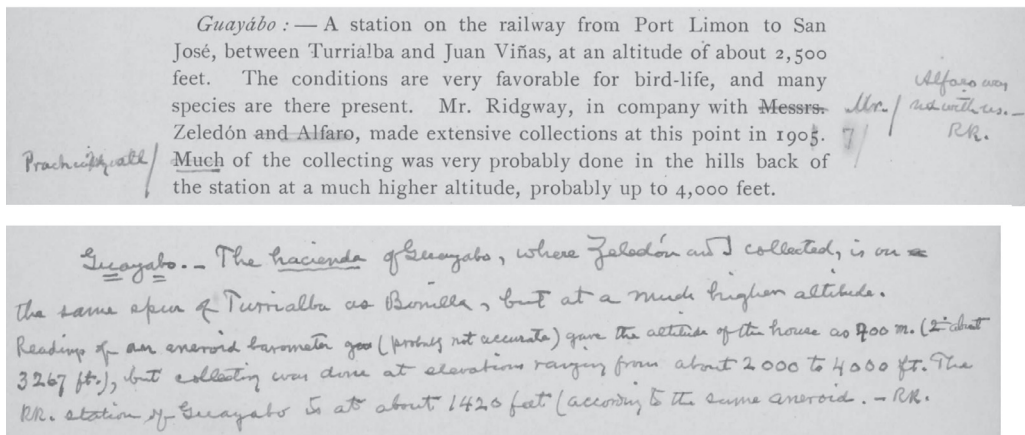 Guayábo : — A station on the railway from Port Limon to San
José, between Turrialba and Juan Viñas, at an altitude of about 2,500
feet. The conditions are very favorable for bird-life, and many
species are there present. Mr. Ridgway, in company with Messrs.
Mr./
Alfaro was
not with us.—
RR.
Zeledón and Alfaro, made extensive collections at this point in 1905.
7/
Practically all/
Much of the collecting was very probably done in the hills back of
the station at a much higher altitude, probably up to 4,000 feet.
Guayabo. — The hacienda of Guayabo, where Zeledón and I collected, is on a
the same spur of Turrialba as Bonilla, but at a much higher altitude.
Readings of an aneroid barometer (probly not accurate) gave the altitude of the house as 900 m. ( about
3267 ft.), but collecting was done at elevations ranging from about 2000 to 4000 ft. The
RR. station of Guayabo is at about 1420 feet (according to the same aneroid. — RR.